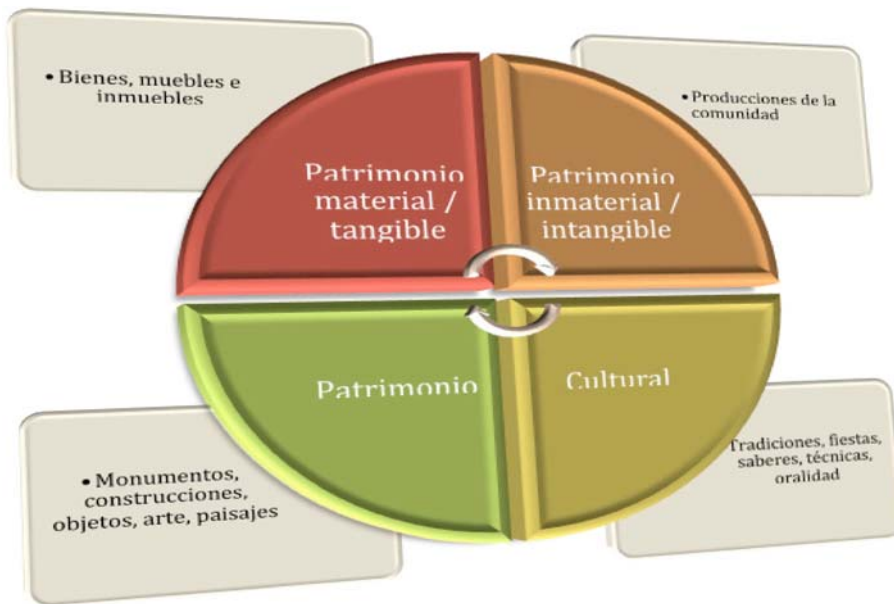 • Bienes, muebles e
inmuebles
• Producciones de la
comunidad
Patrimonio
material /
tangible
Patrimonio
inmaterial /
intangible
Patrimonio
Cultural
• Monumentos,
construcciones,
objetos, arte, paisajes
Tradiciones, fiestas,
saberes, técnicas,
oralidad